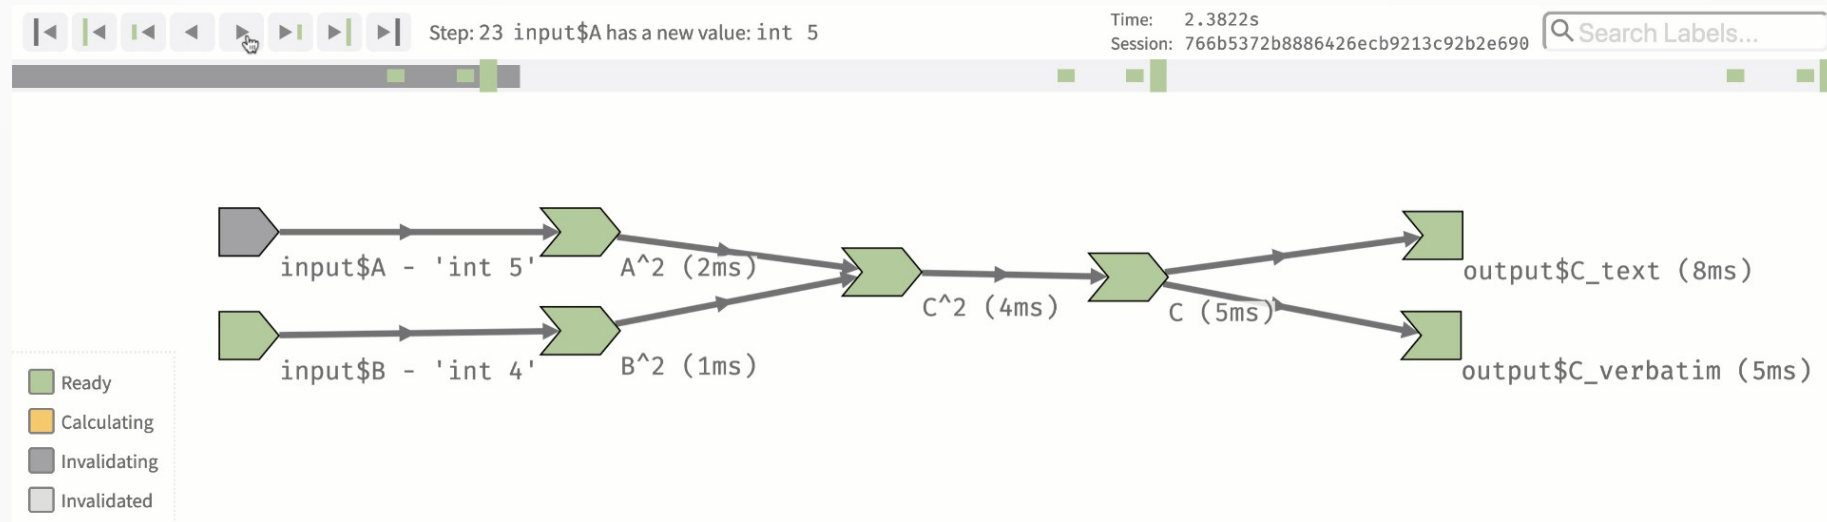 Step: 23 input$A has a new value: int 5
Time: 2.3822s
Session: 766b5372b8886426ecb9213c92b2e690
Search Labels...
input$A - 'int 5'
A^2 (2ms)
input$B - 'int 4'
B^2 (1ms)
C^2 (4ms)
C (5ms)
output$C_text (8ms)
output$C_verbatim (5ms)
Ready
Calculating
Invalidating
Invalidated